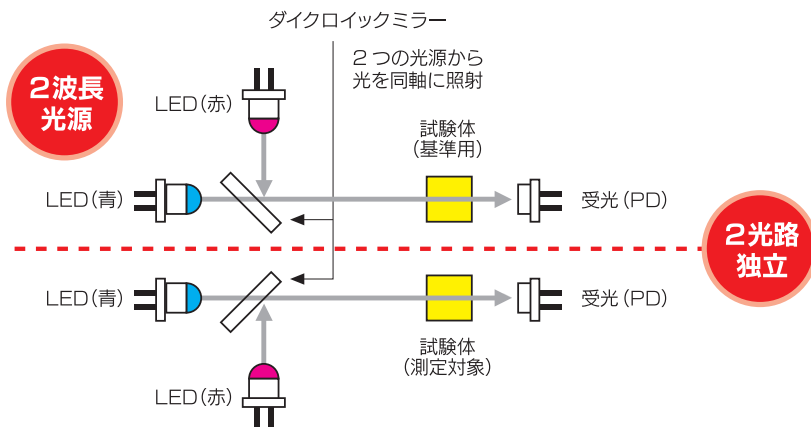 ダイクロイックミラー
2つの光源から
光を同軸に照射
2波長
光源
LED(赤)
試験体
(基準用)
LED(青)
受光(PD)
2光路
独立
LED(青)
受光(PD)
試験体
(測定対象)
LED(赤)